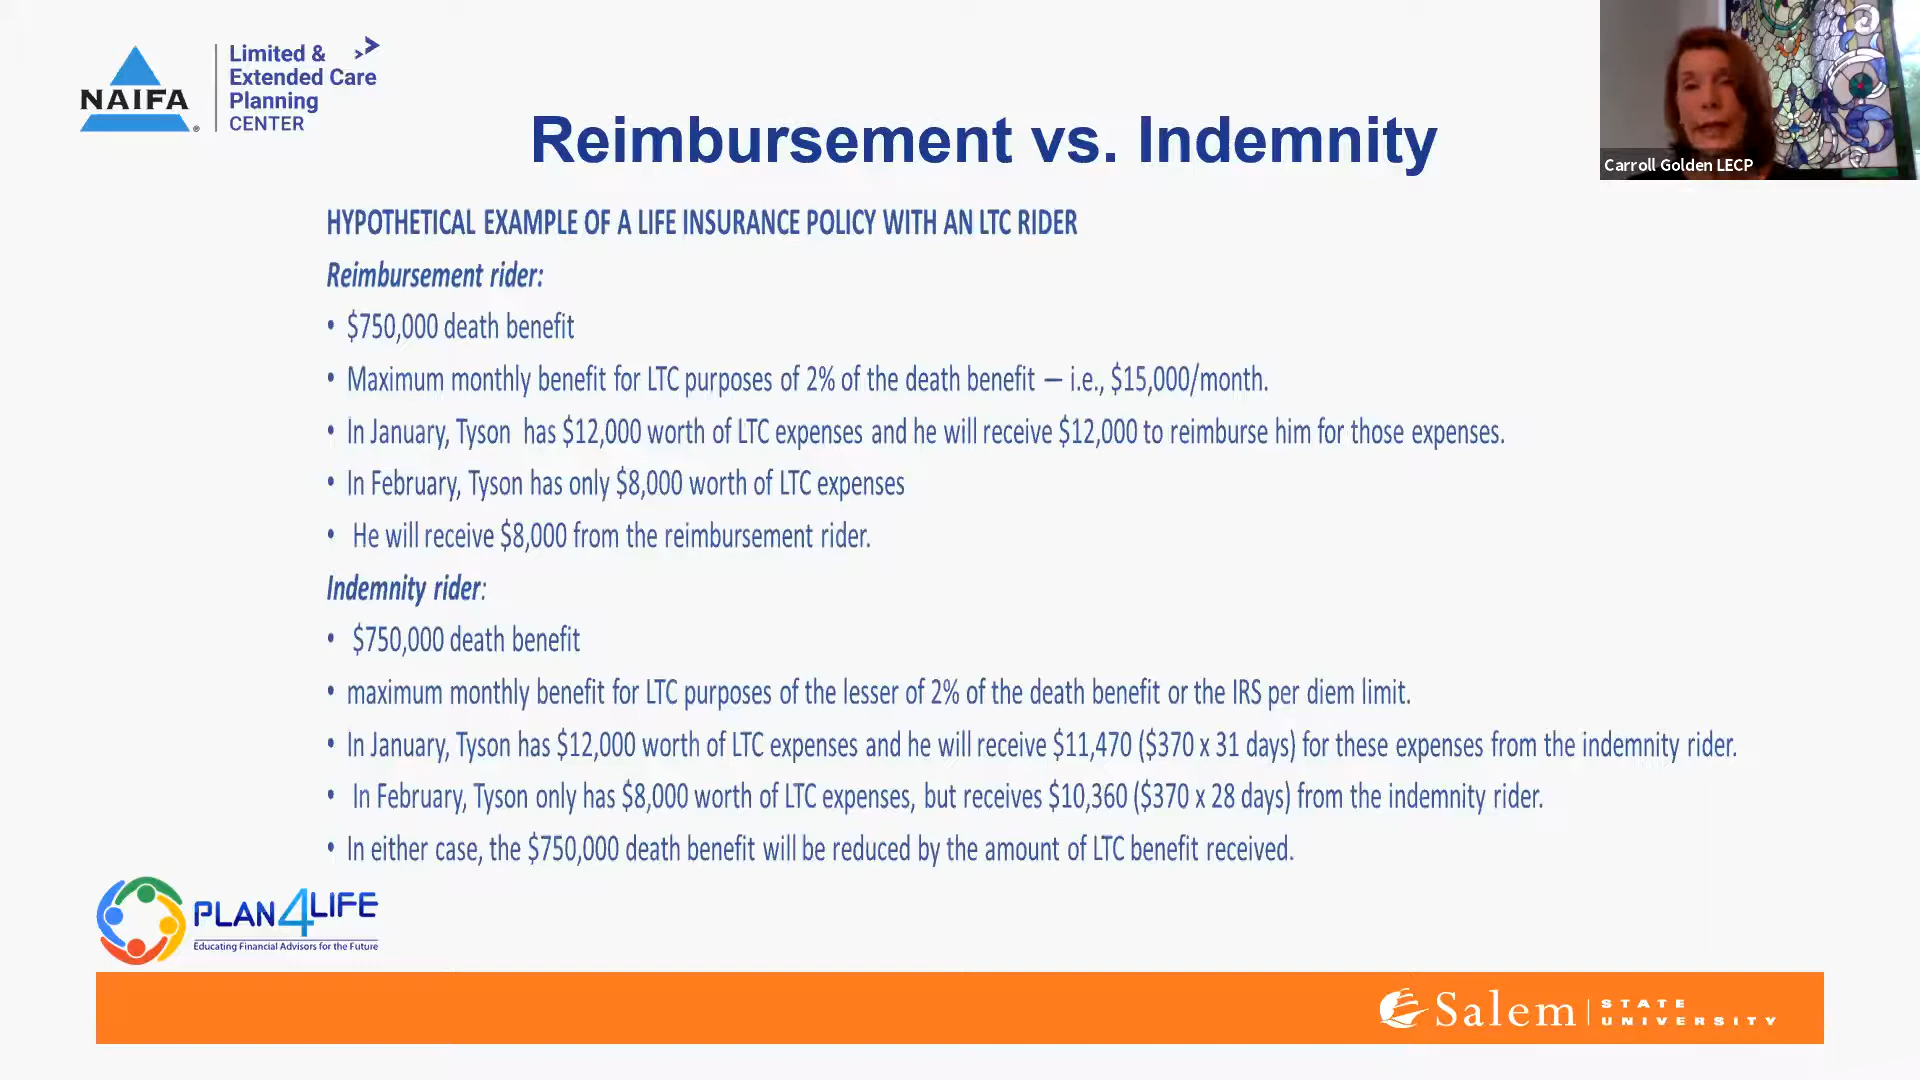 NAIFA
Limited &
Extended Care
Planning
CENTER
Reimbursement vs. Indemnity
Carroll Golden LECP
HYPOTHETICAL EXAMPLE OF A LIFE INSURANCE POLICY WITH AN LTC RIDER
Reimbursement rider:
• $750,000 death benefit
• Maximum monthly benefit for LTC purposes of 2% of the death benefit — i.e., $15,000/month.
• In January, Tyson has $12,000 worth of LTC expenses and he will receive $12,000 to reimburse him for those expenses.
• In February, Tyson has only $8,000 worth of LTC expenses
• He will receive $8,000 from the reimbursement rider.
Indemnity rider:
• $750,000 death benefit
• maximum monthly benefit for LTC purposes of the lesser of 2% of the death benefit or the IRS per diem limit.
• In January, Tyson has $12,000 worth of LTC expenses and he will receive $11,470 ($370 x 31 days) for these expenses from the indemnity rider.
• In February, Tyson only has $8,000 worth of LTC expenses, but receives $10,360 ($370 x 28 days) from the indemnity rider.
• In either case, the $750,000 death benefit will be reduced by the amount of LTC benefit received.
PLAN4LIFE
Educating Financial Advisors for the Future
Salem
STATE
UNIVERSITY